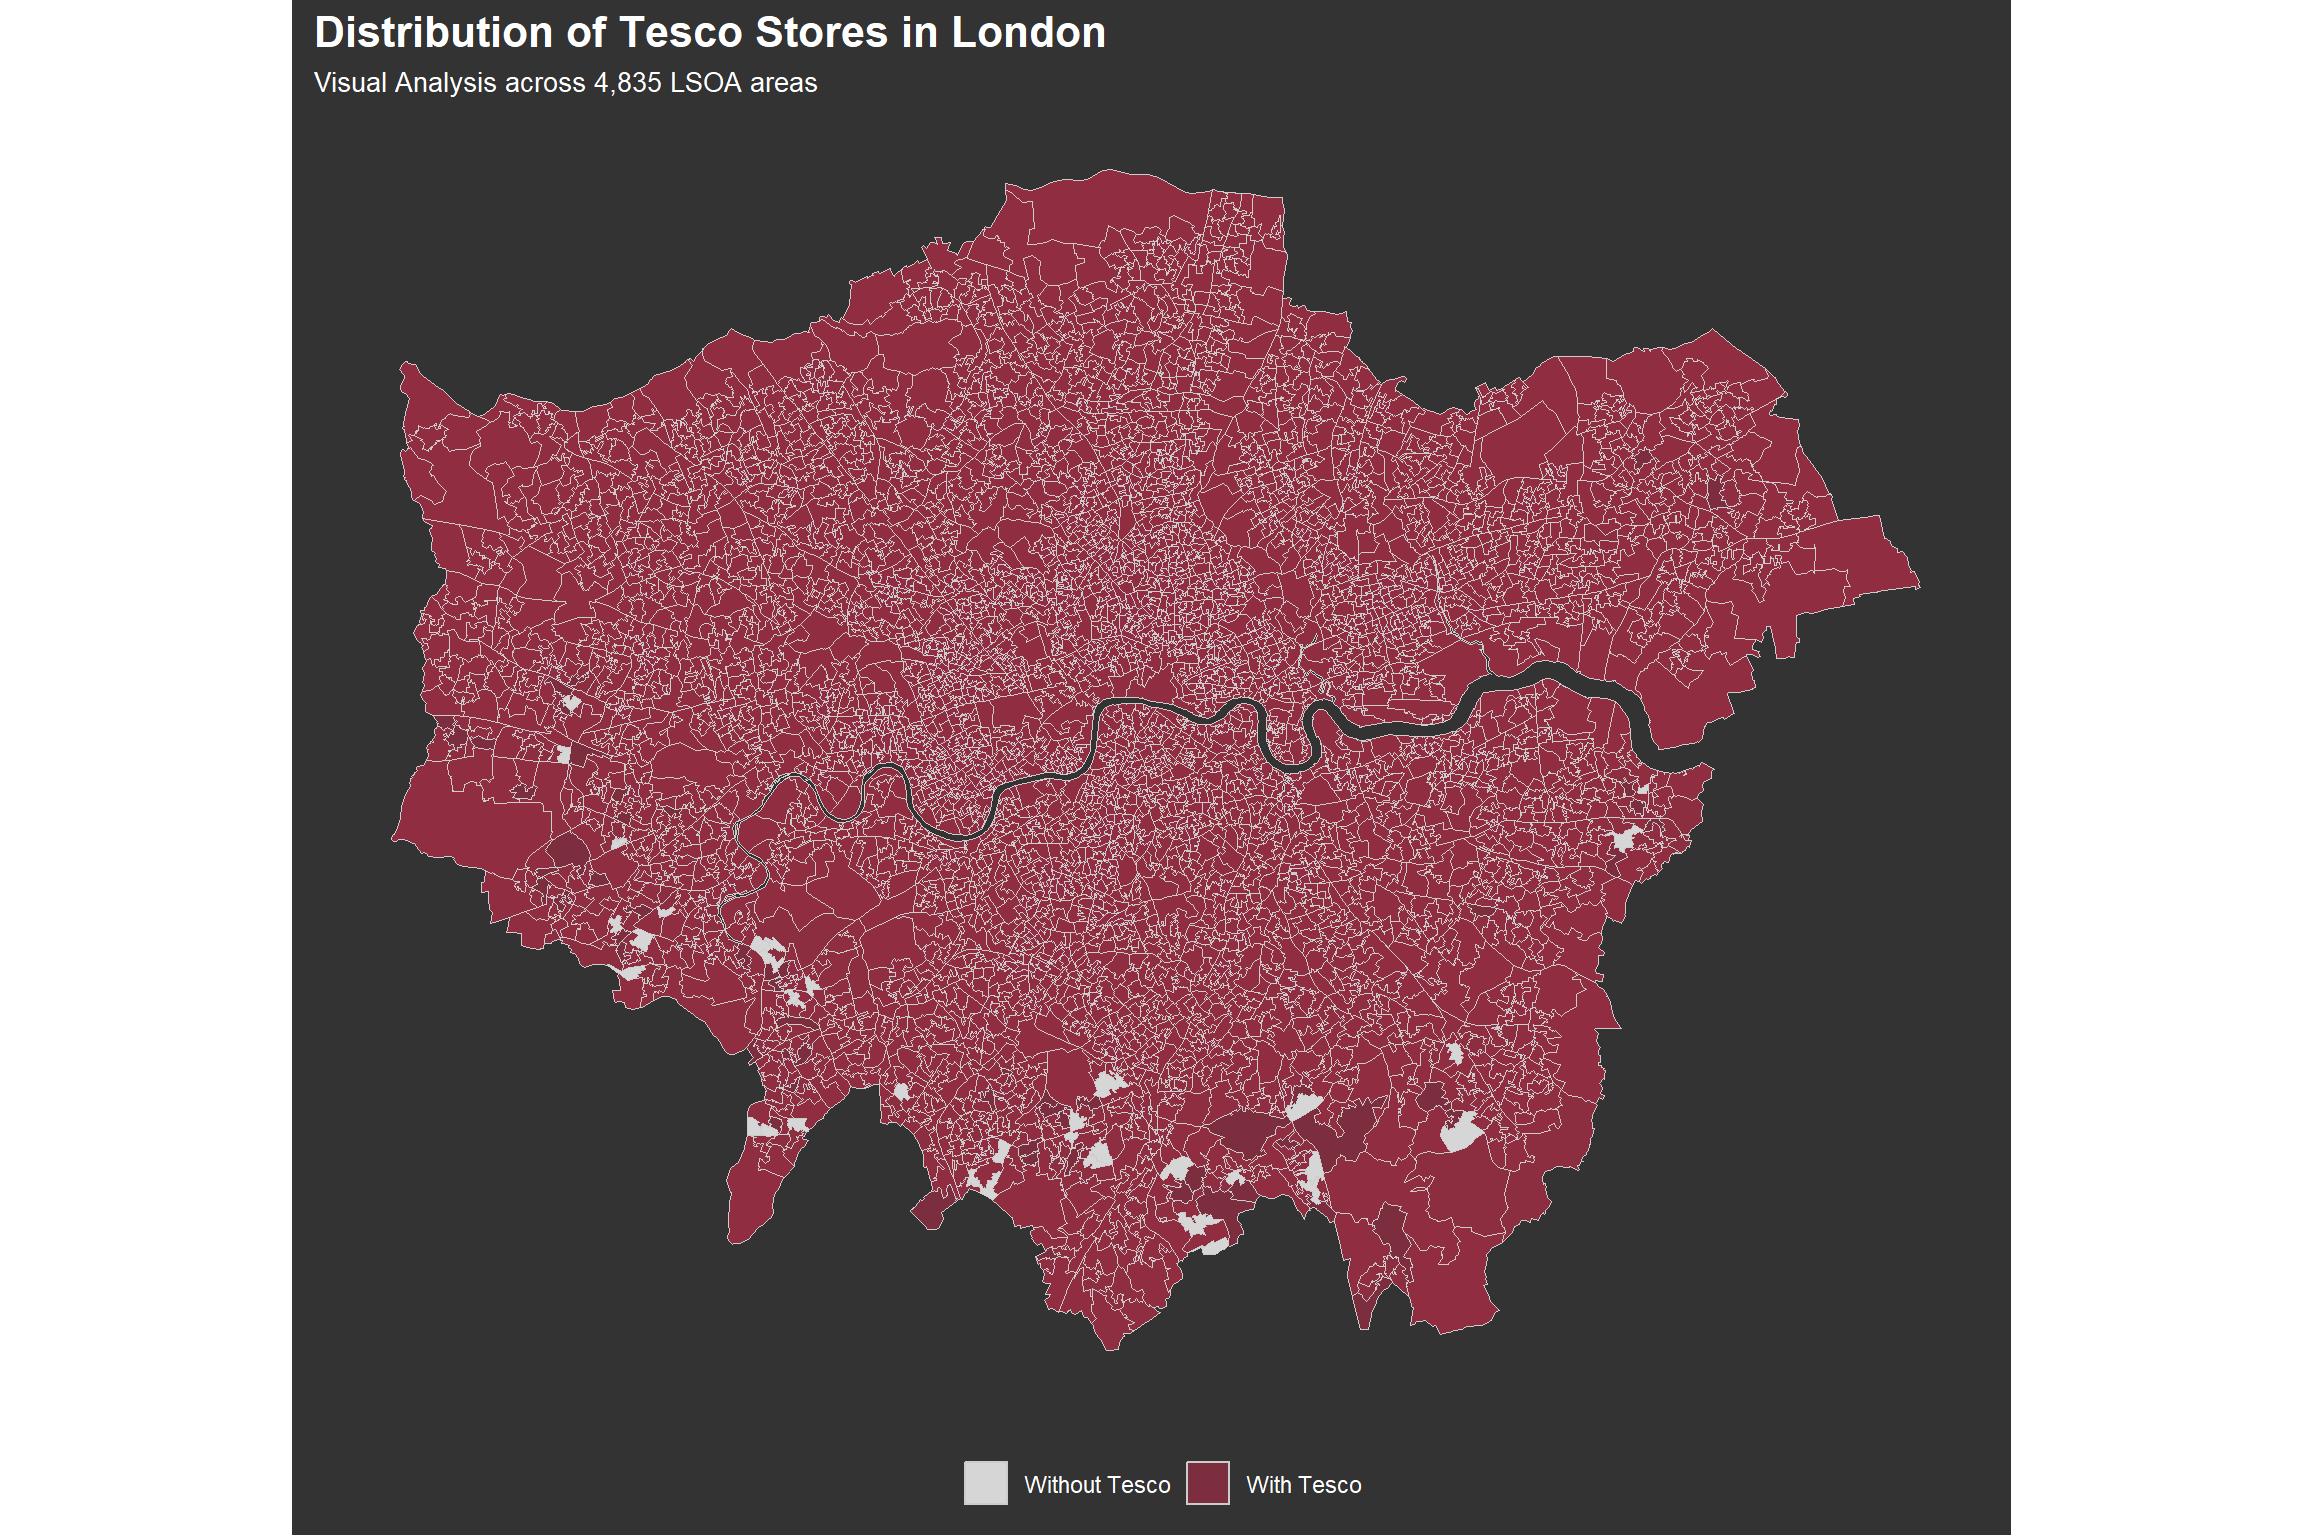 Distribution of Tesco Stores in London
Visual Analysis across 4,835 LSOA areas
Without Tesco
With Tesco